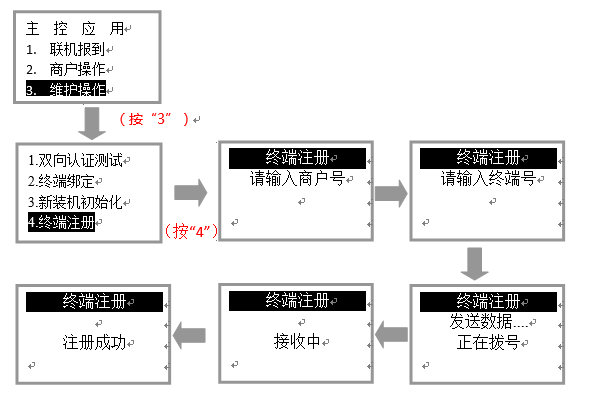 主 控 应 用
1. 联机报到
2. 商户操作
3. 维护操作
(按“3”)
1.双向认证测试
2.终端绑定
3.新装机初始化
4.终端注册
(按“4”)
终端注册
请输入商户号
终端注册
请输入终端号
终端注册
发送数据....
正在拨号
终端注册
接收中
终端注册
注册成功